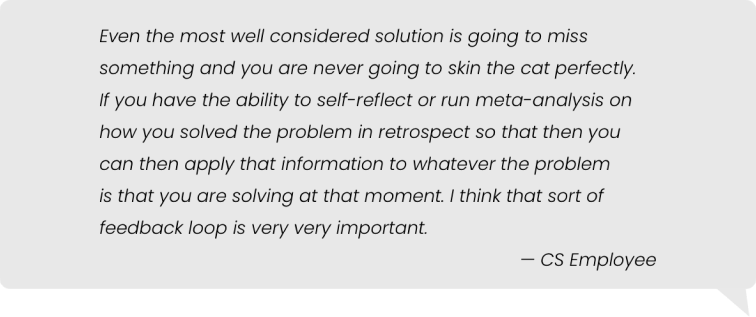 Even the most well considered solution is going to miss
something and you are never going to skin the cat perfectly.
If you have the ability to self-reflect or run meta-analysis on
how you solved the problem in retrospect so that then you
can then apply that information to whatever the problem
is that you are solving at that moment. I think that sort of
feedback loop is very very important.
— CS Employee